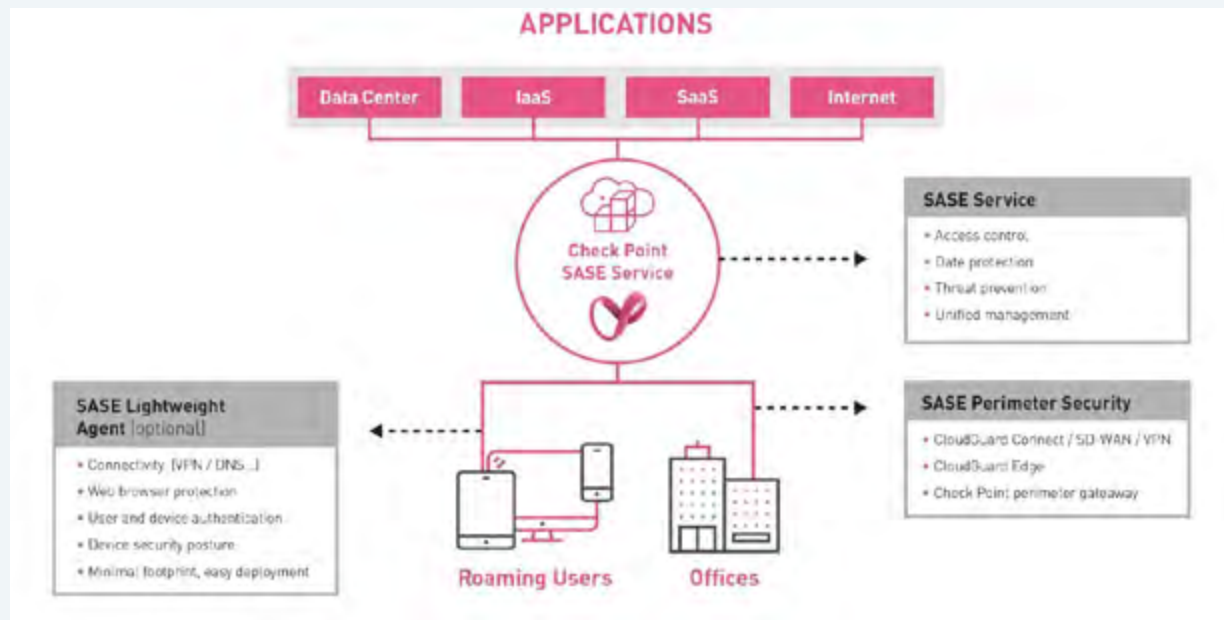 APPLICATIONS
Data Center
IaaS
SaaS
Internet
Check Point
SASE Service
SASE Service
• Access control
• Date protection
• Threat prevention
• Unified management
SASE Lightweight
Agent (optional)
• Connectivity (VPN / DNS...)
• Web browser protection
• User and device authentication
• Device security posture
• Minimal footprint, easy deployment
SASE Perimeter Security
• CloudGuard Connect / SD-WAN / VPN
• CloudGuard Edge
• Check Point perimeter gateaway
Roaming Users
Offices